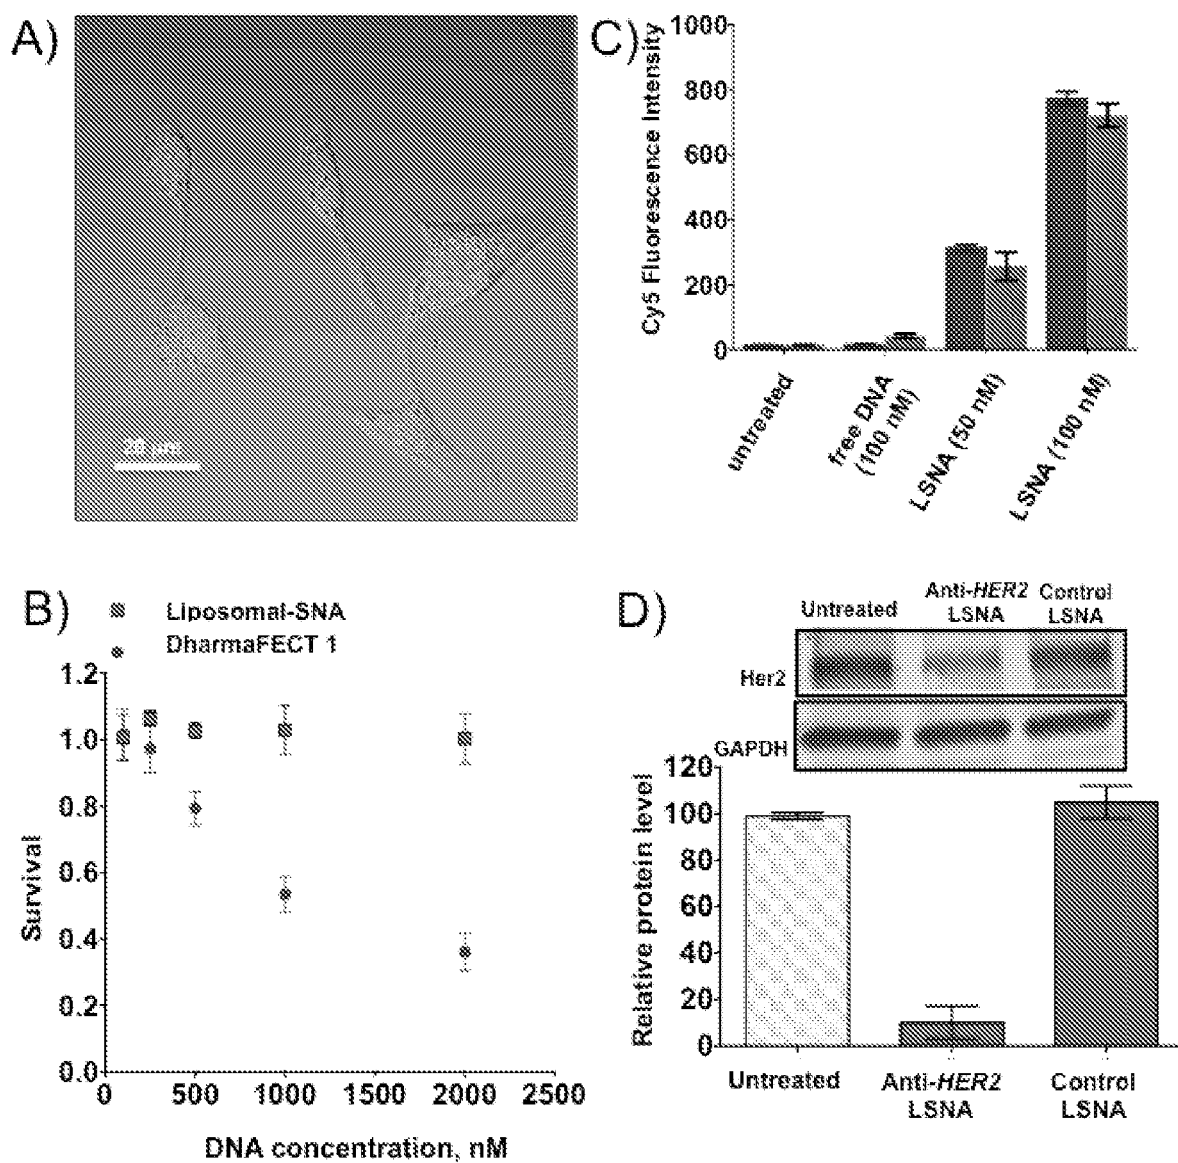 A)
20 μm
B)
Liposomal-SNA
DharmaFECT 1
1.2
1.0
0.8
0.6
0.4
0.2
0.0
Survival
0 500 1000 1500 2000 2500
DNA concentration, nM
C)
1000
800
600
400
200
0
Cy5 Fluorescence Intensity
untreated
free DNA
(100 nM)
LSNA (50 nM)
LSNA (100 nM)
D)
Untreated
Anti-HER2
LSNA
Control
LSNA
Her2
GAPDH
120
100
80
60
40
20
0
Relative protein level
Untreated
Anti-HER2
LSNA
Control
LSNA